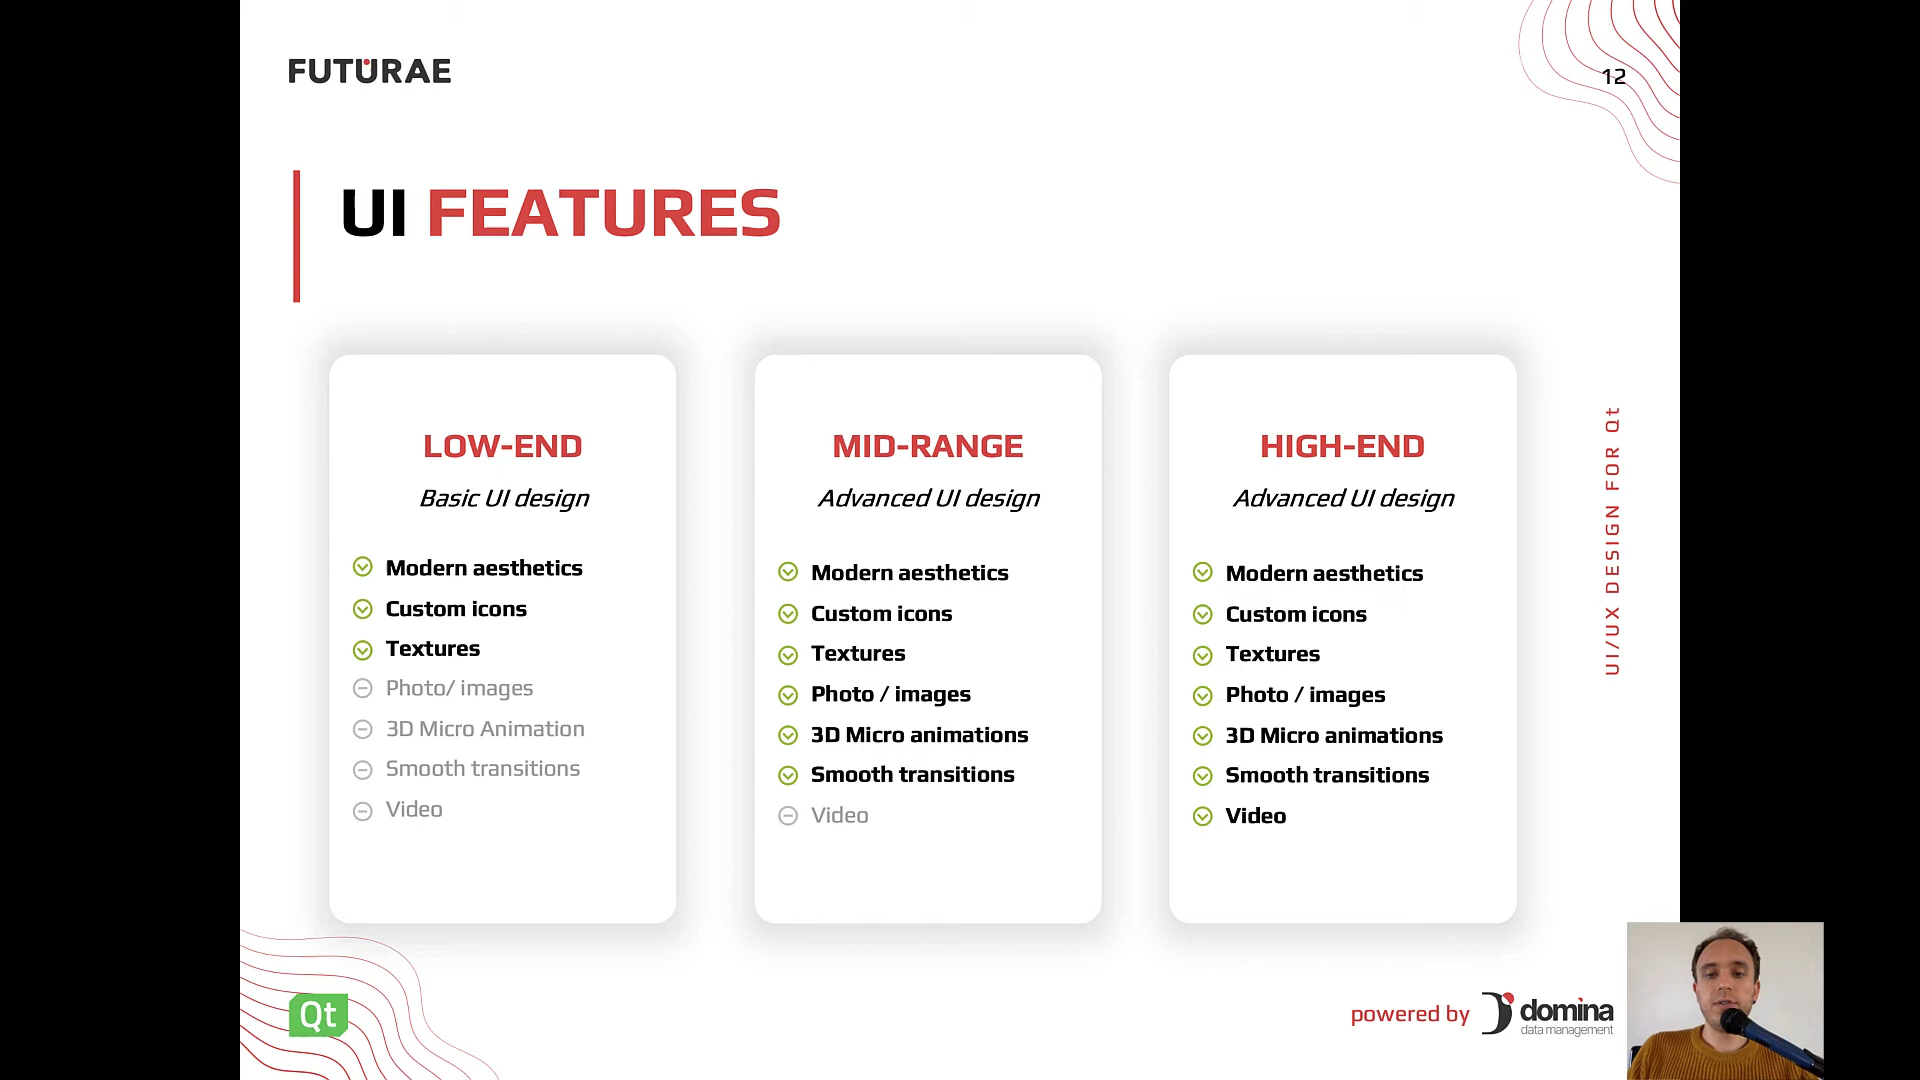 FUTURAE
12
UI FEATURES
LOW-END
Basic UI design
Modern aesthetics
Custom icons
Textures
Photo/ images
3D Micro Animation
Smooth transitions
Video
MID-RANGE
Advanced UI design
Modern aesthetics
Custom icons
Textures
Photo / images
3D Micro animations
Smooth transitions
Video
HIGH-END
Advanced UI design
Modern aesthetics
Custom icons
Textures
Photo / images
3D Micro animations
Smooth transitions
Video
UI/UX DESIGN FOR Qt
Qt
powered by
domina
data management